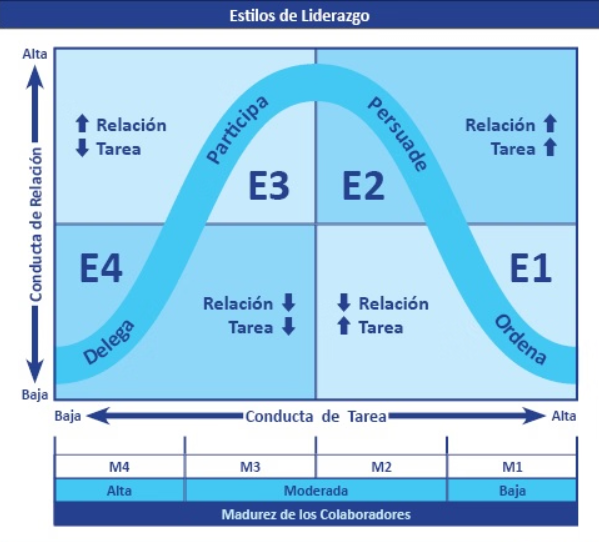 Estilos de Liderazgo
Alta
Conducta de Relación
Baja
Relación
Tarea
Participa
E3
Persuade
E2
Relación
Tarea
E4
Delega
Relación
Tarea
Relación
Tarea
E1
Ordena
Baja Conducta de Tarea Alta
M4 M3 M2 M1
Alta Moderada Baja
Madurez de los Colaboradores